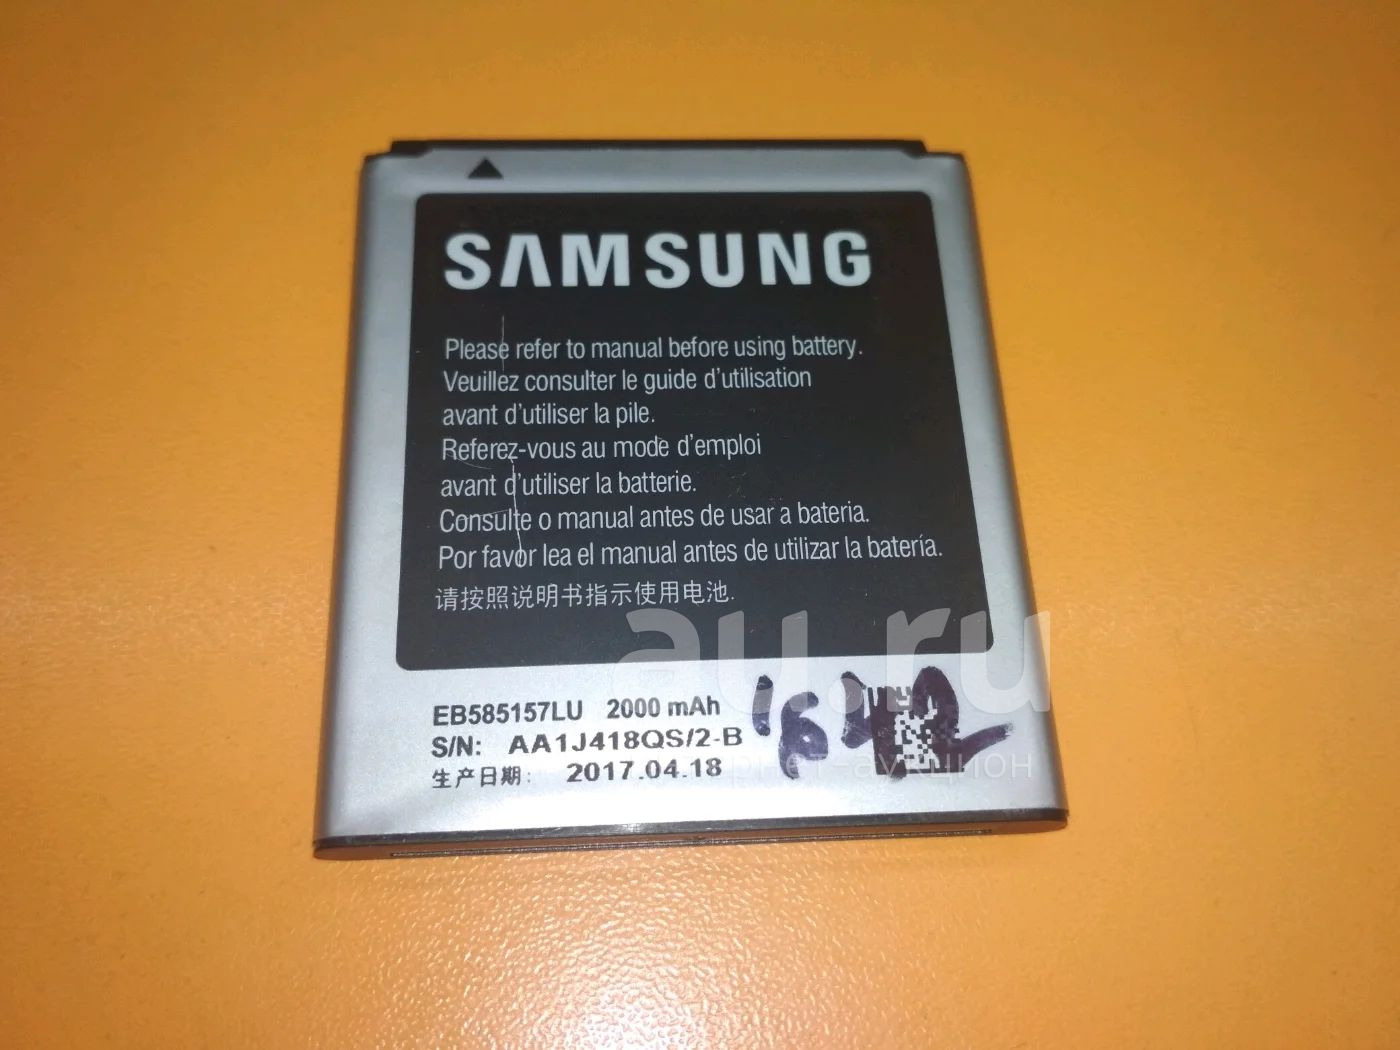 SAMSUNG
Please refer to manual before using battery.
Veuillez consulter le guide d'utilisation
avant d'utiliser la pile.
Referez-vous au mode d'emploi
avant d'utiliser la batterie.
Consulte o manual antes de usar a bateria.
Por favor lea el manual antes de utilizar la batería.
请按照说明书指示使用电池.
au.ru
EB585157LU 2000 mAh
S/N: AA1J418QS/2-B
生产日期: 2017.04.18
интернет-аукцион